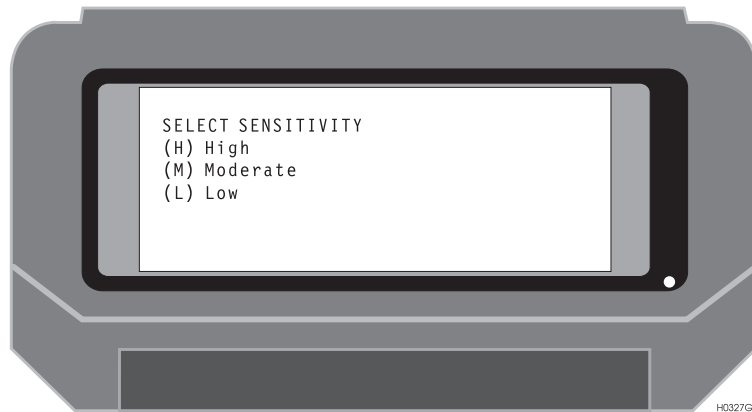 SELECT SENSITIVITY
(H) High
(M) Moderate
(L) Low
H0327G